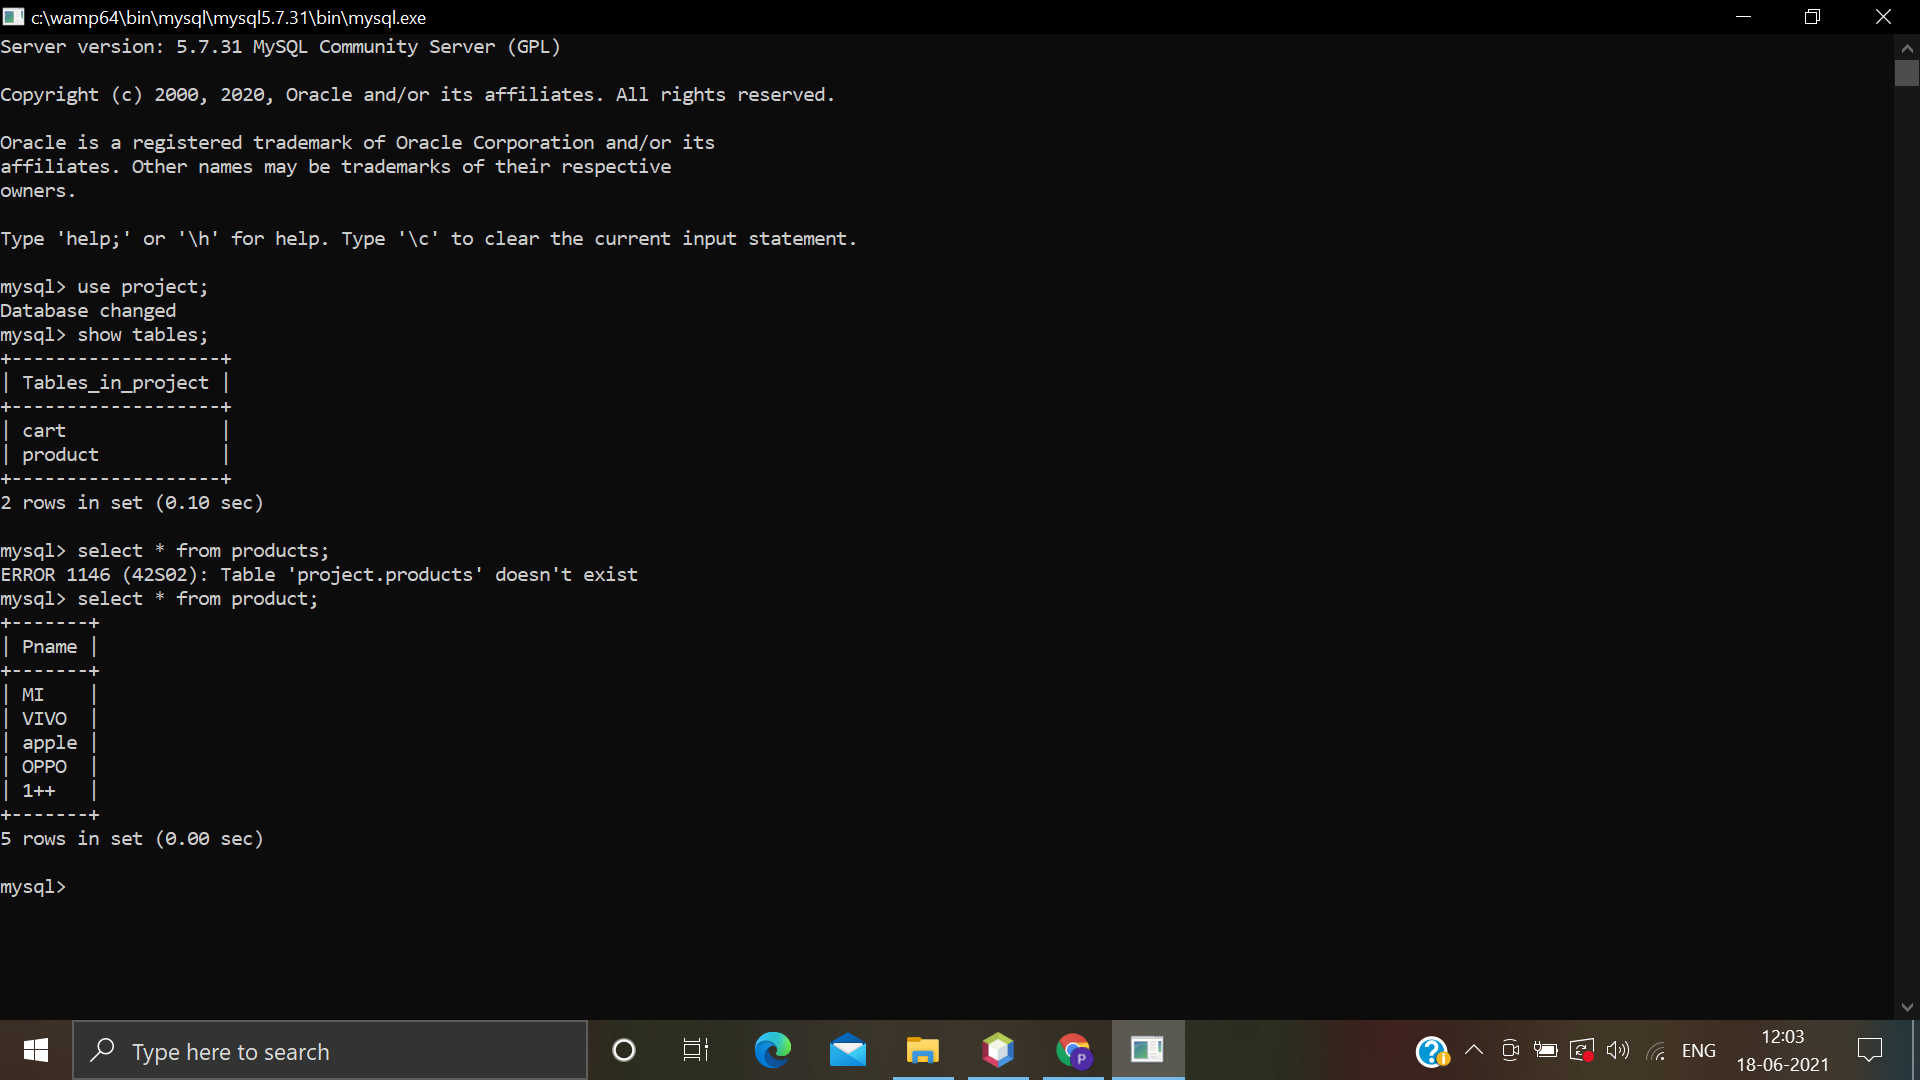 c:\wamp64\bin\mysql\mysql5.7.31\bin\mysql.exe
Server version: 5.7.31 MySQL Community Server (GPL)
Copyright (c) 2000, 2020, Oracle and/or its affiliates. All rights reserved.
Oracle is a registered trademark of Oracle Corporation and/or its
affiliates. Other names may be trademarks of their respective
owners.
Type 'help;' or '\h' for help. Type '\c' to clear the current input statement.
mysql> use project;
Database changed
mysql> show tables;
+-------------------+
| Tables_in_project |
+-------------------+
| cart              |
| product           |
+-------------------+
2 rows in set (0.10 sec)
mysql> select * from products;
ERROR 1146 (42S02): Table 'project.products' doesn't exist
mysql> select * from product;
+-------+
| Pname |
+-------+
| MI    |
| VIVO  |
| apple |
| OPPO  |
| 1++   |
+-------+
5 rows in set (0.00 sec)
mysql>
Type here to search
P
ENG
12:03
18-06-2021